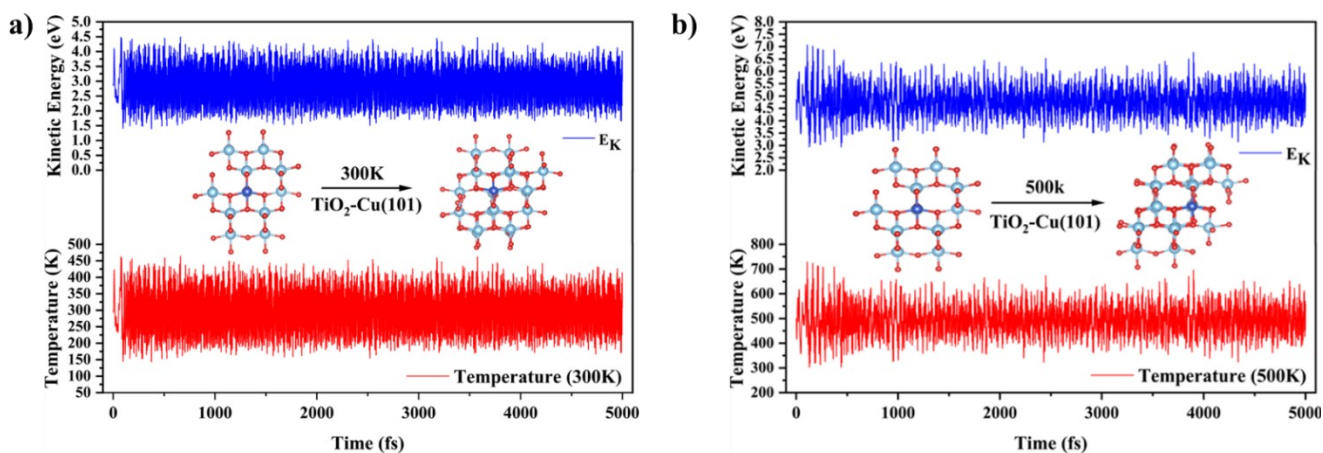 a)
Kinetic Energy (eV)
5.0
4.5
4.0
3.5
3.0
2.5
2.0
1.5
1.0
0.5
0.0
E_K
300K
TiO₂-Cu(101)
Temperature (K)
500
450
400
350
300
250
200
150
100
50
Temperature (300K)
0 1000 2000 3000 4000 5000
Time (fs)
b)
Kinetic Energy (eV)
8.0
7.5
7.0
6.5
6.0
5.5
5.0
4.5
4.0
3.5
3.0
2.5
2.0
E_K
500k
TiO₂-Cu(101)
Temperature (K)
800
700
600
500
400
300
200
Temperature (500K)
0 1000 2000 3000 4000 5000
Time (fs)